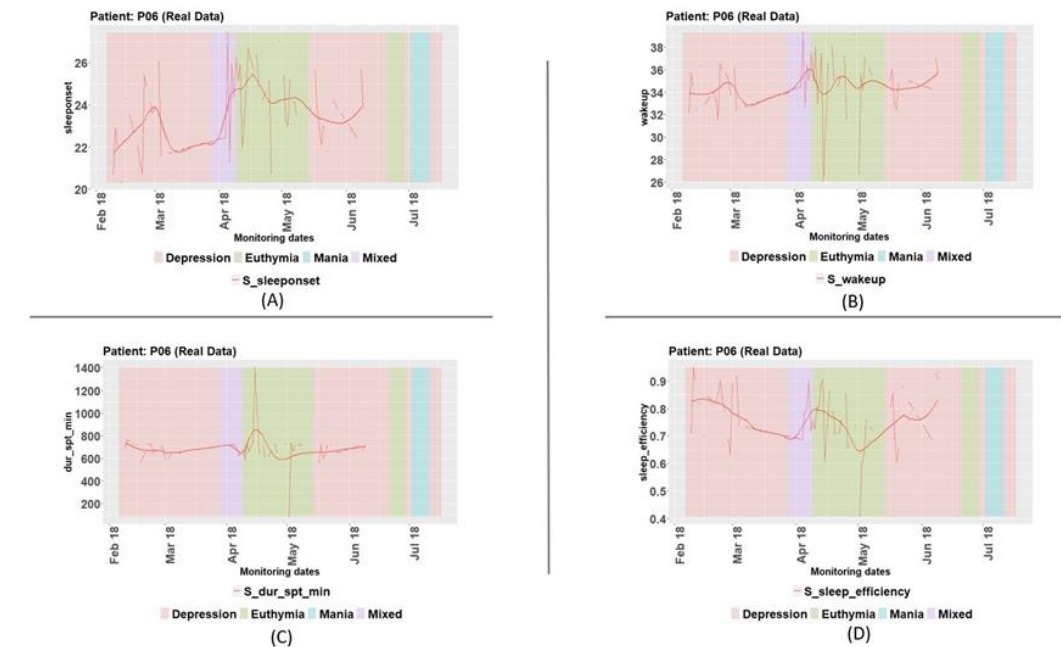 Patient: P06 (Real Data)
sleeponset
26
24
22
20
Feb 18
Mar 18
Apr 18
May 18
Jun 18
Jul 18
Monitoring dates
Depression Euthymia Mania Mixed
S_sleeponset
(A)
Patient: P06 (Real Data)
wakeup
38
36
34
32
30
28
26
Feb 18
Mar 18
Apr 18
May 18
Jun 18
Jul 18
Monitoring dates
Depression Euthymia Mania Mixed
S_wakeup
(B)
Patient: P06 (Real Data)
dur_spt_min
1400
1200
1000
800
600
400
200
Feb 18
Mar 18
Apr 18
May 18
Jun 18
Jul 18
Monitoring dates
S_dur_spt_min
Depression Euthymia Mania Mixed
(C)
Patient: P06 (Real Data)
sleep_efficiency
0.9
0.8
0.7
0.6
0.5
0.4
Feb 18
Mar 18
Apr 18
May 18
Jun 18
Jul 18
Monitoring dates
S_sleep_efficiency
Depression Euthymia Mania Mixed
(D)